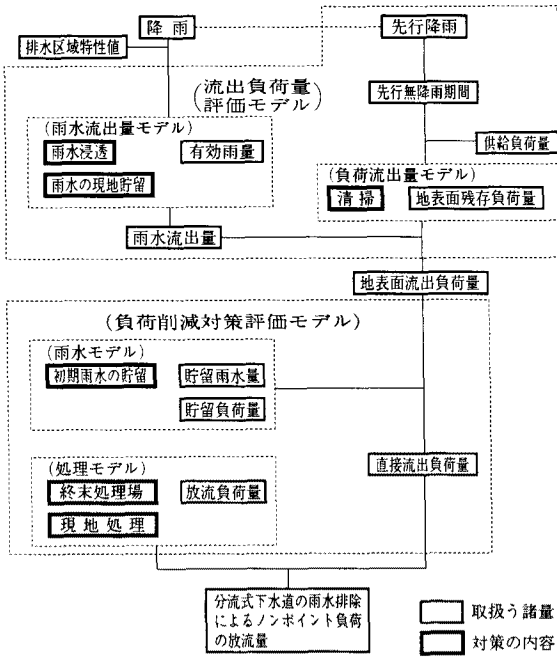 降雨
先行降雨
排水区域特性値
(流出負荷量
評価モデル)
先行無降雨期間
(雨水流出量モデル)
雨水浸透
有効雨量
供給負荷量
雨水の現地貯留
(負荷流出量モデル)
清掃
地表面残存負荷量
雨水流出量
地表面流出負荷量
(負荷削減対策評価モデル)
(雨水モデル)
初期雨水の貯留
貯留雨水量
貯留負荷量
(処理モデル)
直接流出負荷量
終末処理場
放流負荷量
現地処理
分流式下水道の雨水排除
によるノンポイント負荷
の放流量
取扱う諸量
対策の内容